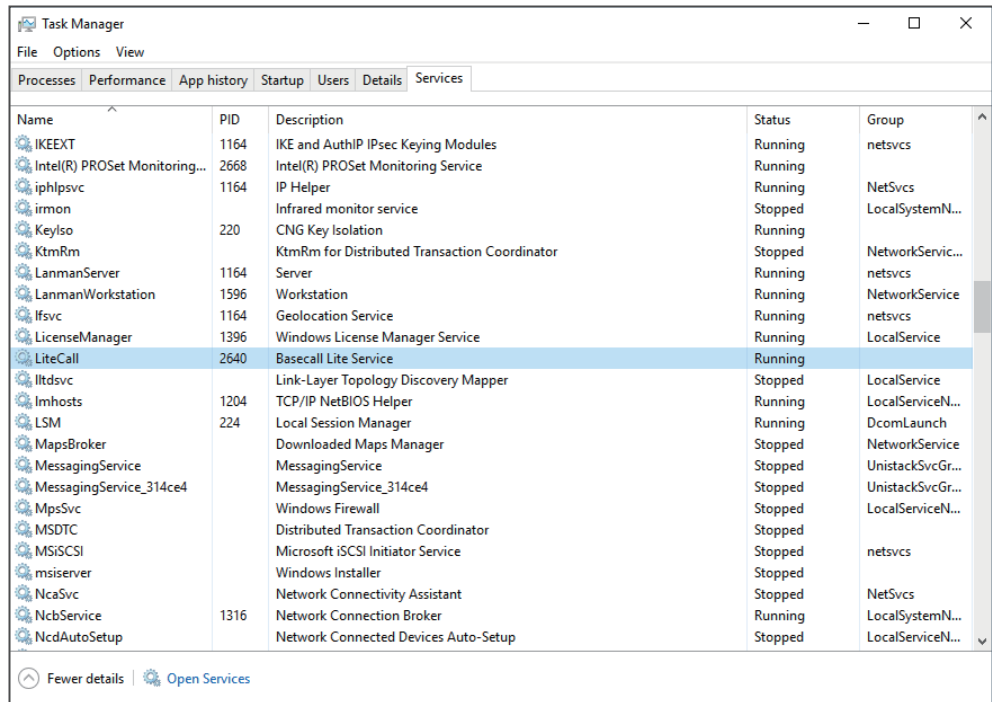 Task Manager
File Options View
Processes Performance App history Startup Users Details Services
Name PID Description Status Group
IKEEXT 1164 IKE and AuthIP IPsec Keying Modules Running netsvcs
Intel(R) PROSet Monitoring... 2668 Intel(R) PROSet Monitoring Service Running
iphlpsvc 1164 IP Helper Running NetSvcs
irmon Infrared monitor service Stopped LocalSystemN...
KeyIso 220 CNG Key Isolation Running
KtmRm KtmRm for Distributed Transaction Coordinator Stopped NetworkServic...
LanmanServer 1164 Server Running netsvcs
LanmanWorkstation 1596 Workstation Running NetworkService
lfsvc 1164 Geolocation Service Running netsvcs
LicenseManager 1396 Windows License Manager Service Running LocalService
LiteCall 2640 Basecall Lite Service Running
lltdsvc Link-Layer Topology Discovery Mapper Stopped LocalService
lmhosts 1204 TCP/IP NetBIOS Helper Running LocalServiceN...
LSM 224 Local Session Manager Running DcomLaunch
MapsBroker Downloaded Maps Manager Stopped NetworkService
MessagingService MessagingService Stopped UnistackSvcGr...
MessagingService_314ce4 MessagingService_314ce4 Stopped UnistackSvcGr...
MpsSvc Windows Firewall Stopped LocalServiceN...
MSDTC Distributed Transaction Coordinator Stopped
MSiSCSI Microsoft iSCSI Initiator Service Stopped netsvcs
msiserver Windows Installer Stopped
NcaSvc Network Connectivity Assistant Stopped NetSvcs
NcbService 1316 Network Connection Broker Running LocalSystemN...
NcdAutoSetup Network Connected Devices Auto-Setup Stopped LocalServiceN...
Fewer details Open Services